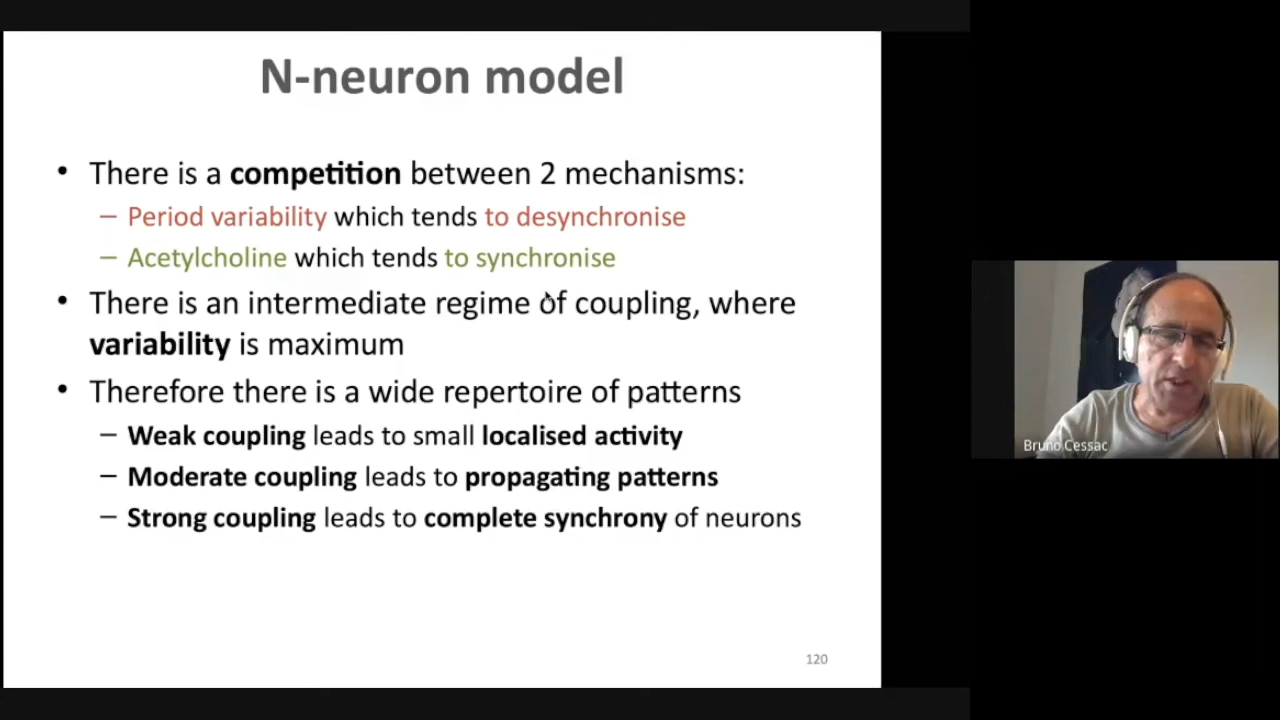 N-neuron model
• There is a competition between 2 mechanisms:
– Period variability which tends to desynchronise
– Acetylcholine which tends to synchronise
• There is an intermediate regime of coupling, where
variability is maximum
• Therefore there is a wide repertoire of patterns
– Weak coupling leads to small localised activity
– Moderate coupling leads to propagating patterns
– Strong coupling leads to complete synchrony of neurons
120
Bruno Cessac